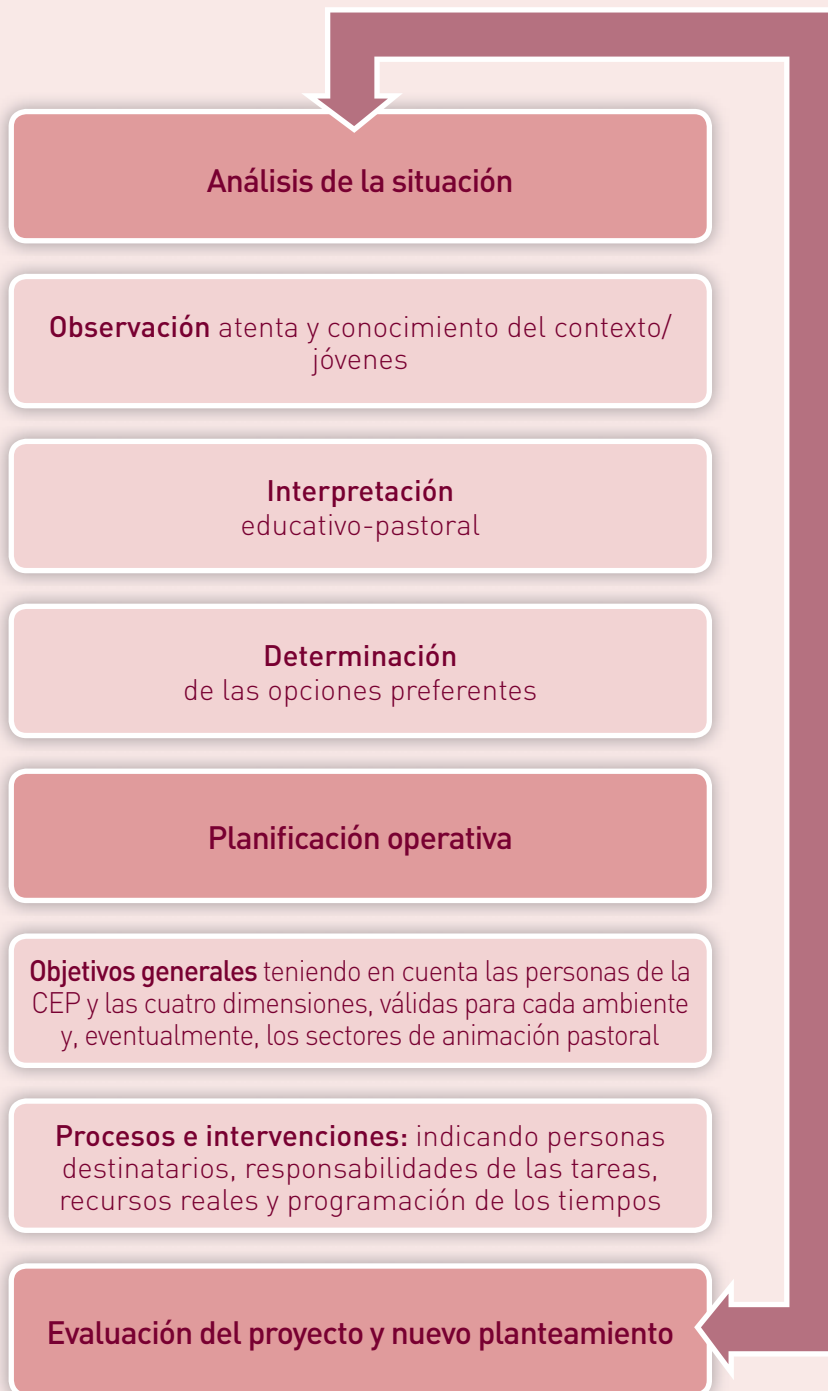 Análisis de la situación
Observación atenta y conocimiento del contexto/
jóvenes
Interpretación
educativo-pastoral
Determinación
de las opciones preferentes
Planificación operativa
Objetivos generales teniendo en cuenta las personas de la
CEP y las cuatro dimensiones, válidas para cada ambiente
y, eventualmente, los sectores de animación pastoral
Procesos e intervenciones: indicando personas
destinatarios, responsabilidades de las tareas,
recursos reales y programación de los tiempos
Evaluación del proyecto y nuevo planteamiento